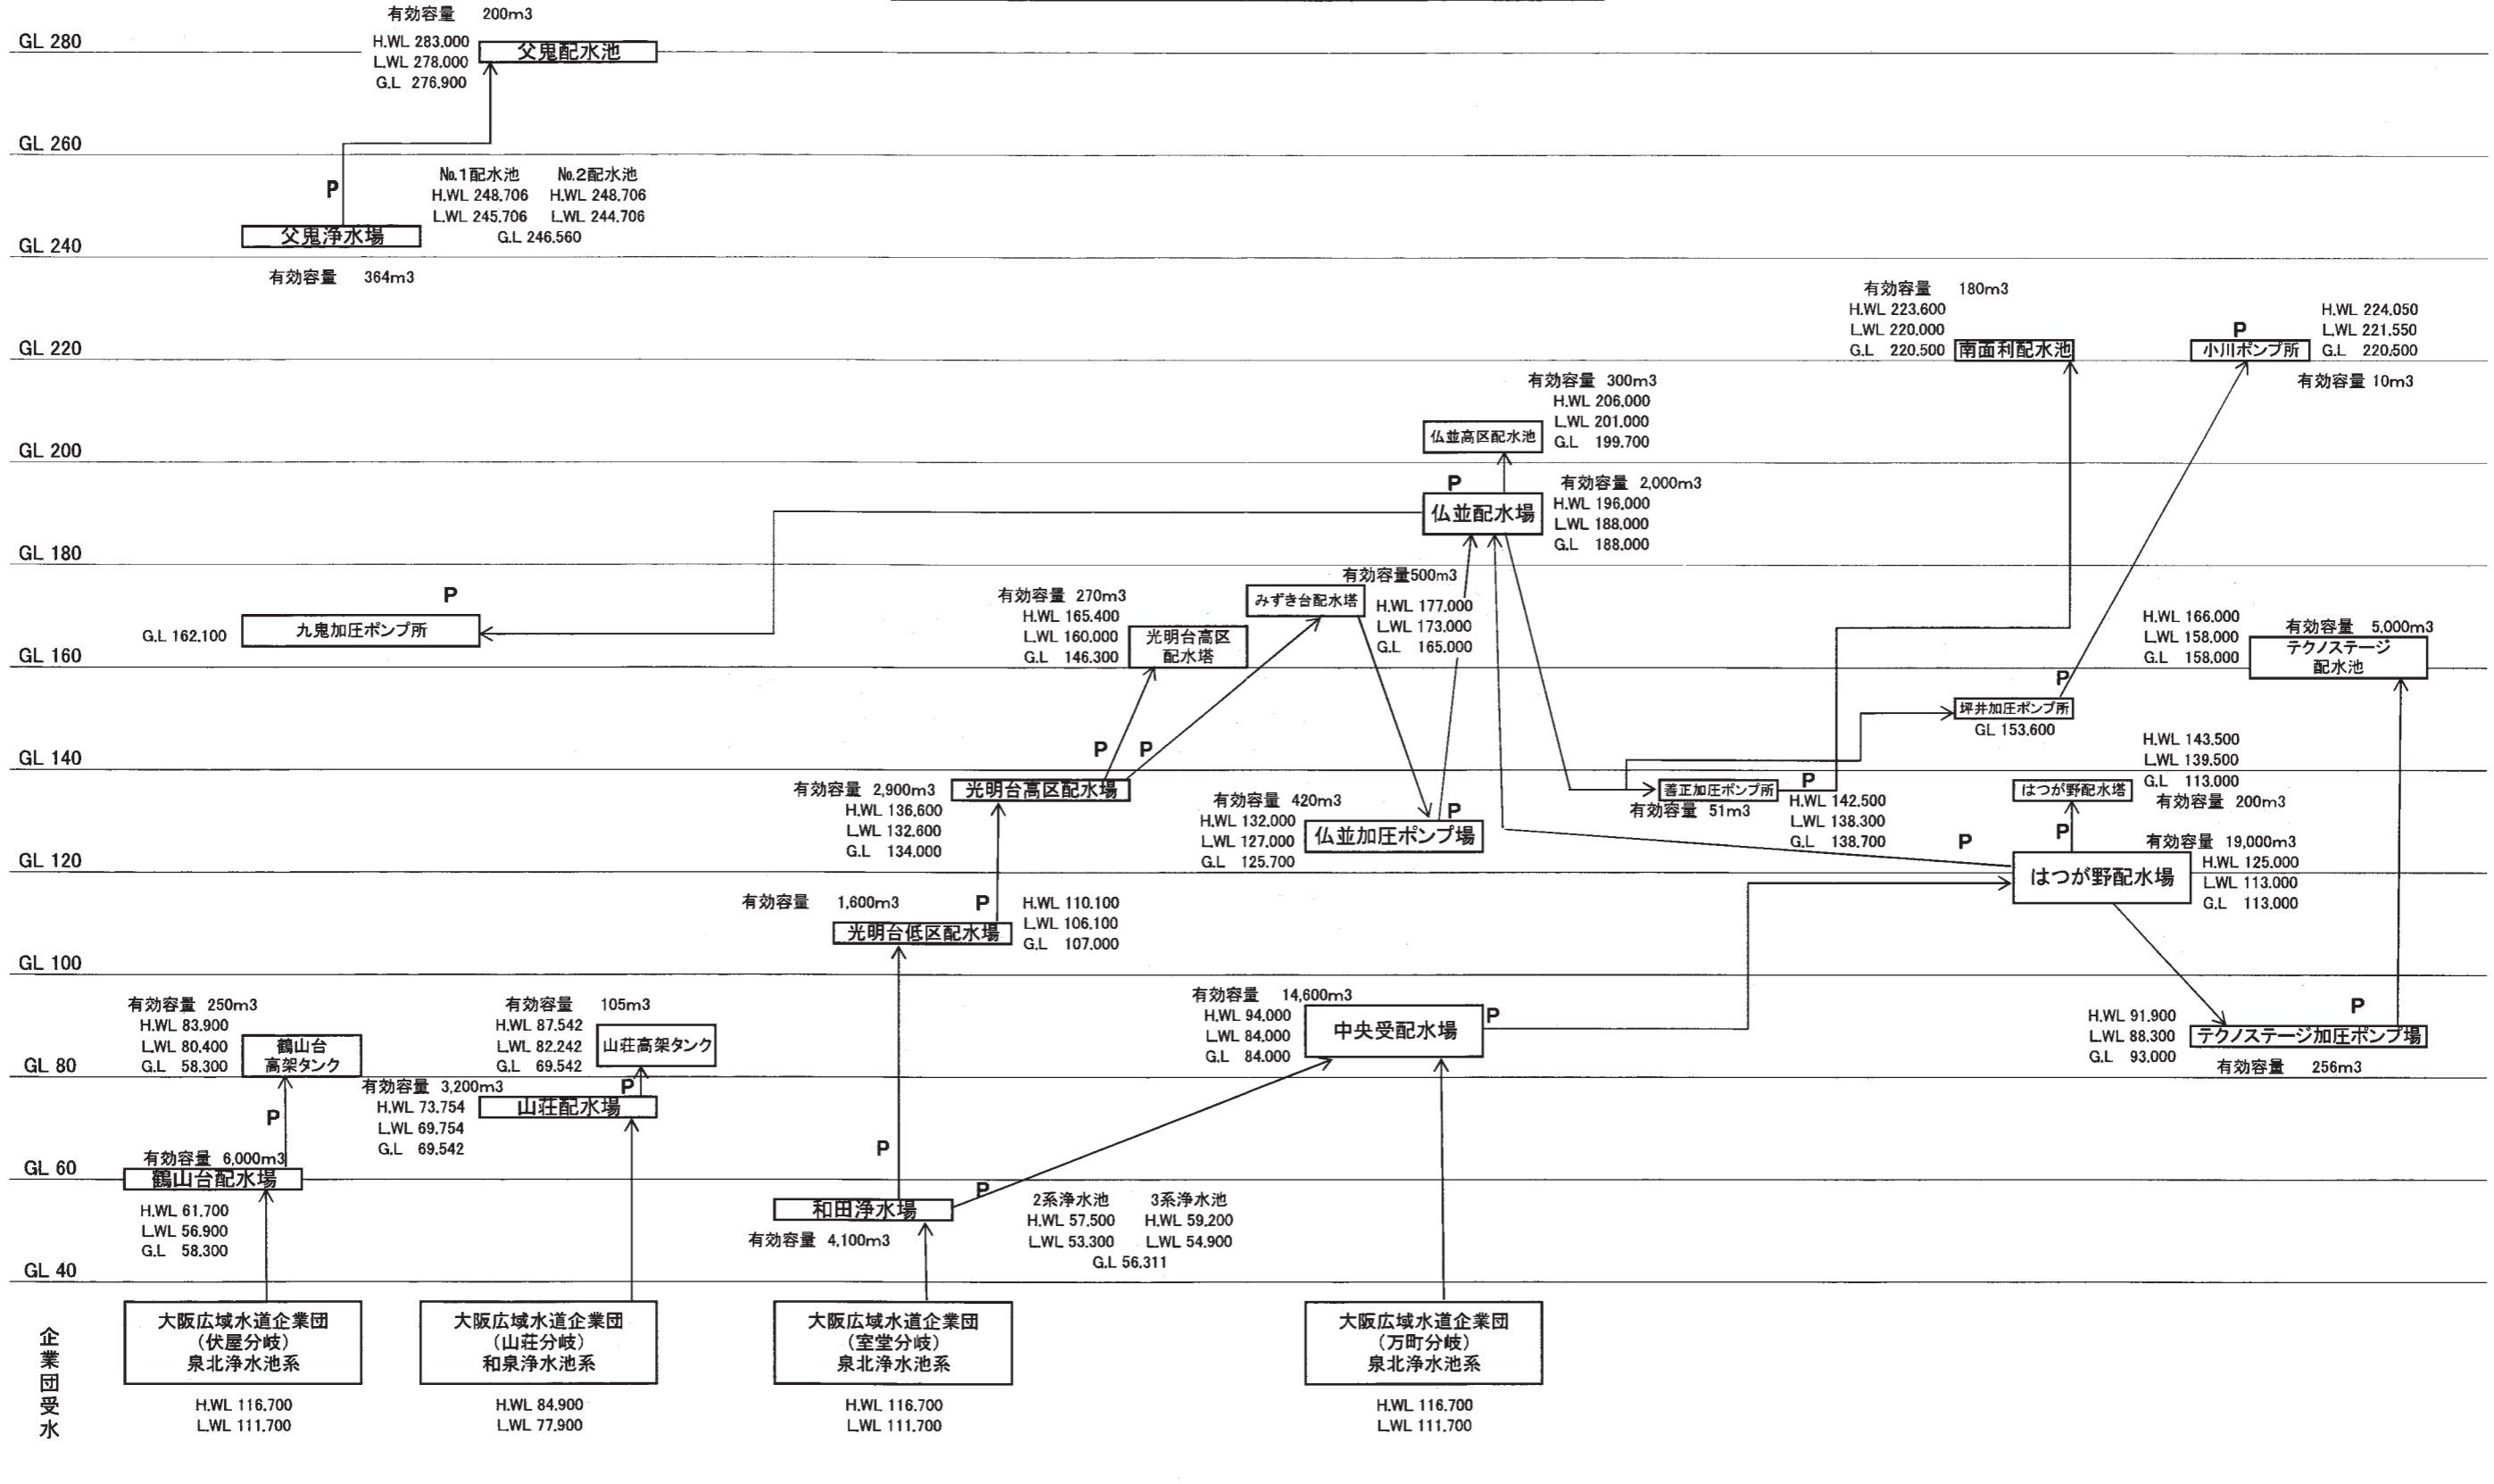 有効容量 200m3
GL 280
H.WL 283.000
L.WL 278.000
G.L 276.900
父鬼配水池
GL 260
P
No.1配水池 No.2配水池
H.WL 248.706 H.WL 248.706
L.WL 245.706 L.WL 244.706
G.L 246.560
父鬼浄水場
GL 240
有効容量 364m3
有効容量 180m3
H.WL 223.600
L.WL 220.000
G.L 220.500
南面利配水池
P
小川ポンプ所
H.WL 224.050
L.WL 221.550
G.L 220.500
有効容量 10m3
GL 220
有効容量 300m3
H.WL 206.000
L.WL 201.000
G.L 199.700
仏並高区配水池
GL 200
P
有効容量 2,000m3
仏並配水場
H.WL 196.000
L.WL 188.000
G.L 188.000
GL 180
P
九鬼加圧ポンプ所
G.L 162.100
有効容量 270m3
H.WL 165.400
L.WL 160.000
G.L 146.300
光明台高区
配水塔
有効容量500m3
みずき台配水塔
H.WL 177.000
L.WL 173.000
G.L 165.000
H.WL 166.000
L.WL 158.000
G.L 158.000
有効容量 5,000m3
テクノステージ
配水池
GL 160
P
坪井加圧ポンプ所
GL 153.600
GL 140
P
P
有効容量 2,900m3
光明台高区配水場
H.WL 136.600
L.WL 132.600
G.L 134.000
有効容量 420m3
H.WL 132.000
L.WL 127.000
G.L 125.700
P
仏並加圧ポンプ場
善正加圧ポンプ所
P
有効容量 51m3
H.WL 142.500
L.WL 138.300
G.L 138.700
H.WL 143.500
L.WL 139.500
G.L 113.000
はつが野配水塔
有効容量 200m3
P
P
有効容量 19,000m3
はつが野配水場
H.WL 125.000
L.WL 113.000
G.L 113.000
GL 120
有効容量 1,600m3
P
光明台低区配水場
H.WL 110.100
L.WL 106.100
G.L 107.000
GL 100
有効容量 250m3
H.WL 83.900
L.WL 80.400
G.L 58.300
鶴山台
高架タンク
有効容量 105m3
H.WL 87.542
L.WL 82.242
G.L 69.542
山荘高架タンク
有効容量 14,600m3
H.WL 94.000
L.WL 84.000
G.L 84.000
中央受配水場
P
P
H.WL 91.900
L.WL 88.300
G.L 93.000
テクノステージ加圧ポンプ場
有効容量 256m3
GL 80
P
有効容量 3,200m3
P
H.WL 73.754
L.WL 69.754
G.L 69.542
山荘配水場
P
GL 60
有効容量 6,000m3
鶴山台配水場
H.WL 61.700
L.WL 56.900
G.L 58.300
和田浄水場
P
有効容量 4,100m3
2系浄水池 3系浄水池
H.WL 57.500 H.WL 59.200
L.WL 53.300 L.WL 54.900
G.L 56.311
GL 40
企業団受水
大阪広域水道企業団
(伏屋分岐)
泉北浄水池系
H.WL 116.700
L.WL 111.700
大阪広域水道企業団
(山荘分岐)
和泉浄水池系
H.WL 84.900
L.WL 77.900
大阪広域水道企業団
(室堂分岐)
泉北浄水池系
H.WL 116.700
L.WL 111.700
大阪広域水道企業団
(万町分岐)
泉北浄水池系
H.WL 116.700
L.WL 111.700